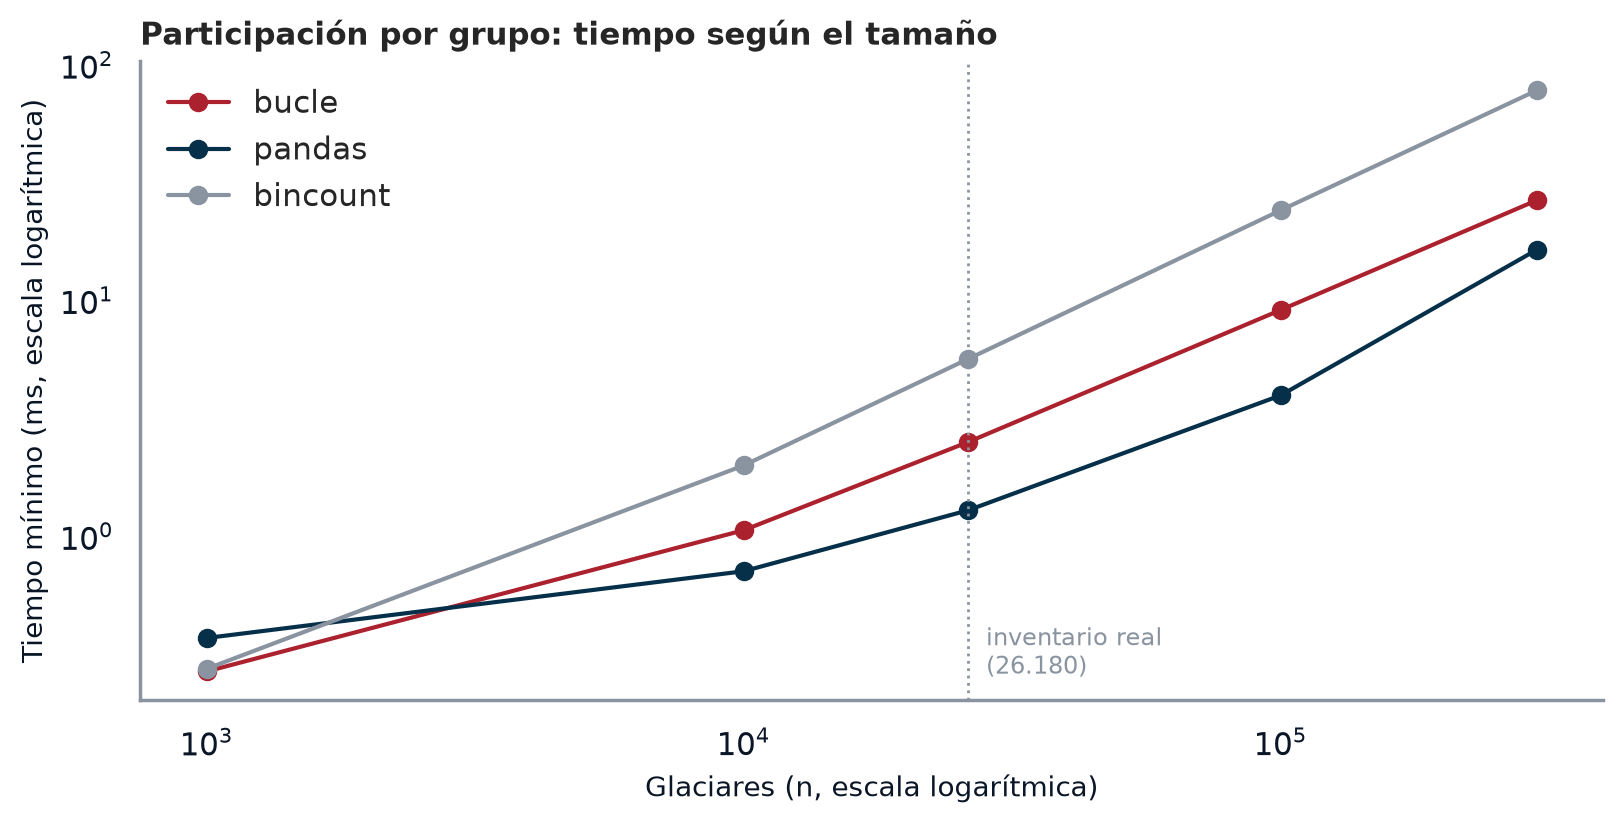 Participación por grupo: tiempo según el tamaño
Tiempo mínimo (ms, escala logarítmica)
10²
10¹
10⁰
bucle
pandas
bincount
inventario real
(26.180)
10³
10⁴
10⁵
Glaciares (n, escala logarítmica)